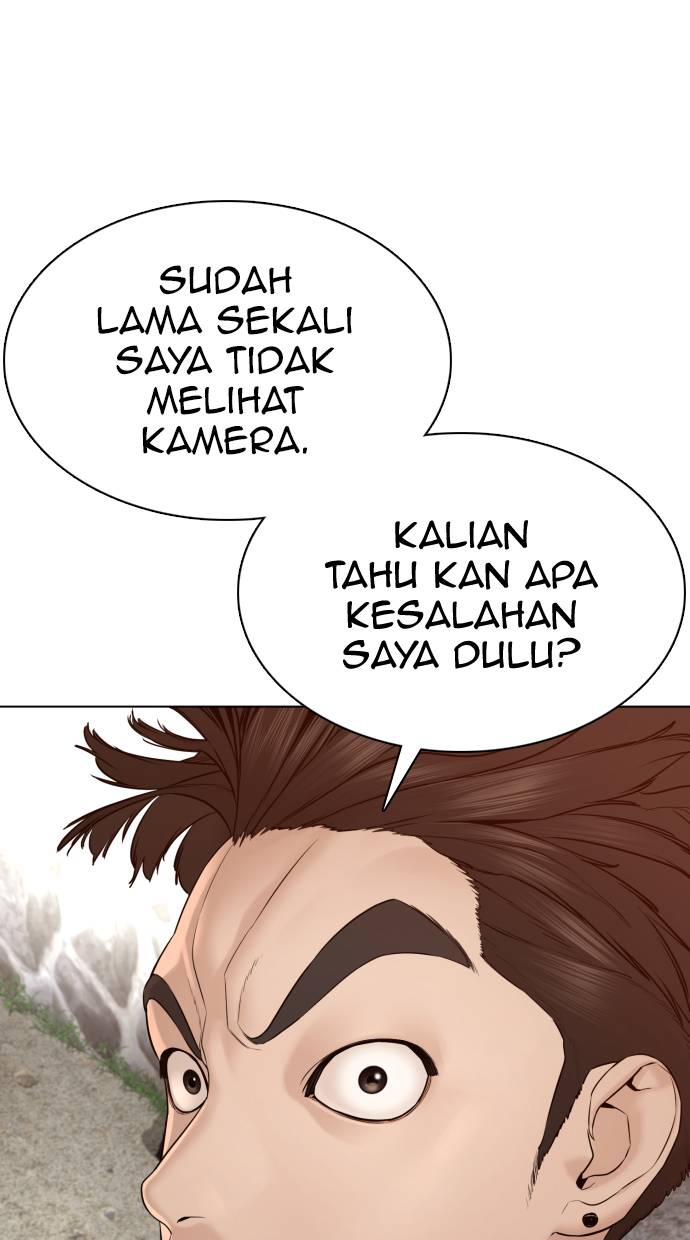 SUDAH
LAMA SEKALI
SAYA TIDAK
MELIHAT
KAMERA.
KALIAN
TAHU KAN APA
KESALAHAN
SAYA DULU?